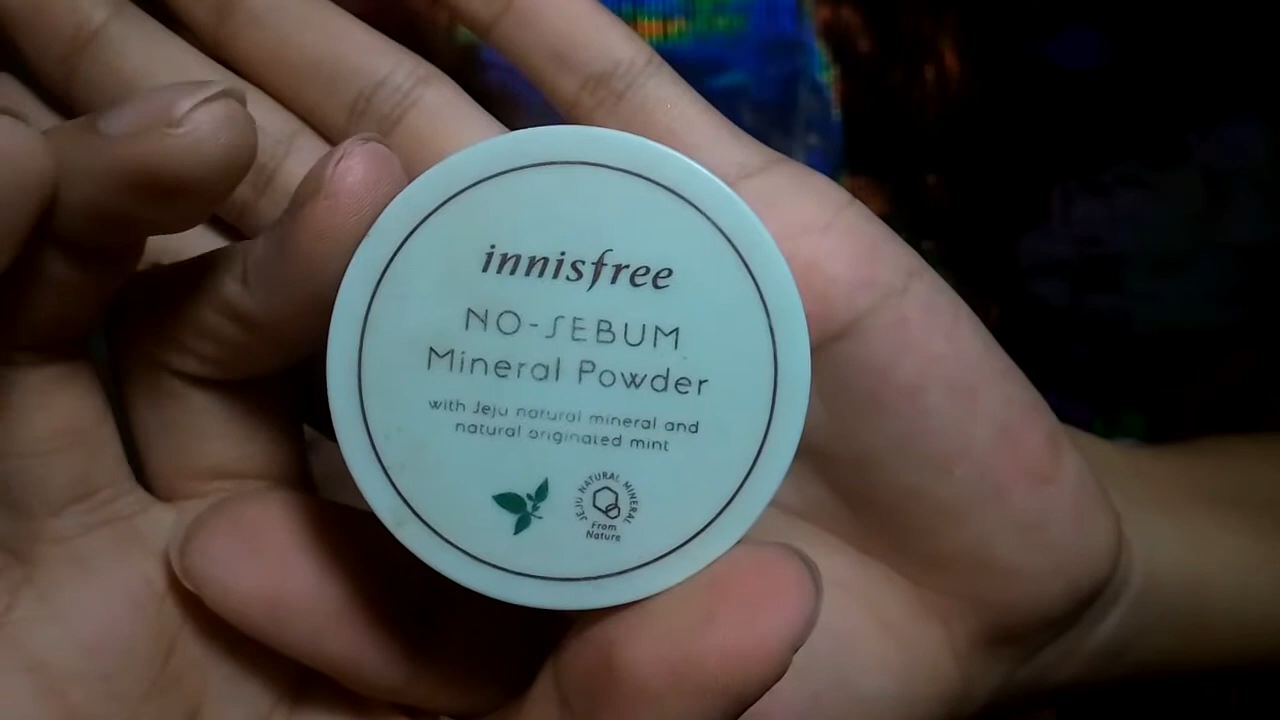 innisfree
NO-SEBUM
Mineral Powder
with Jeju natural mineral and
natural originated mint
JEJU NATURAL MINERAL
From
Nature